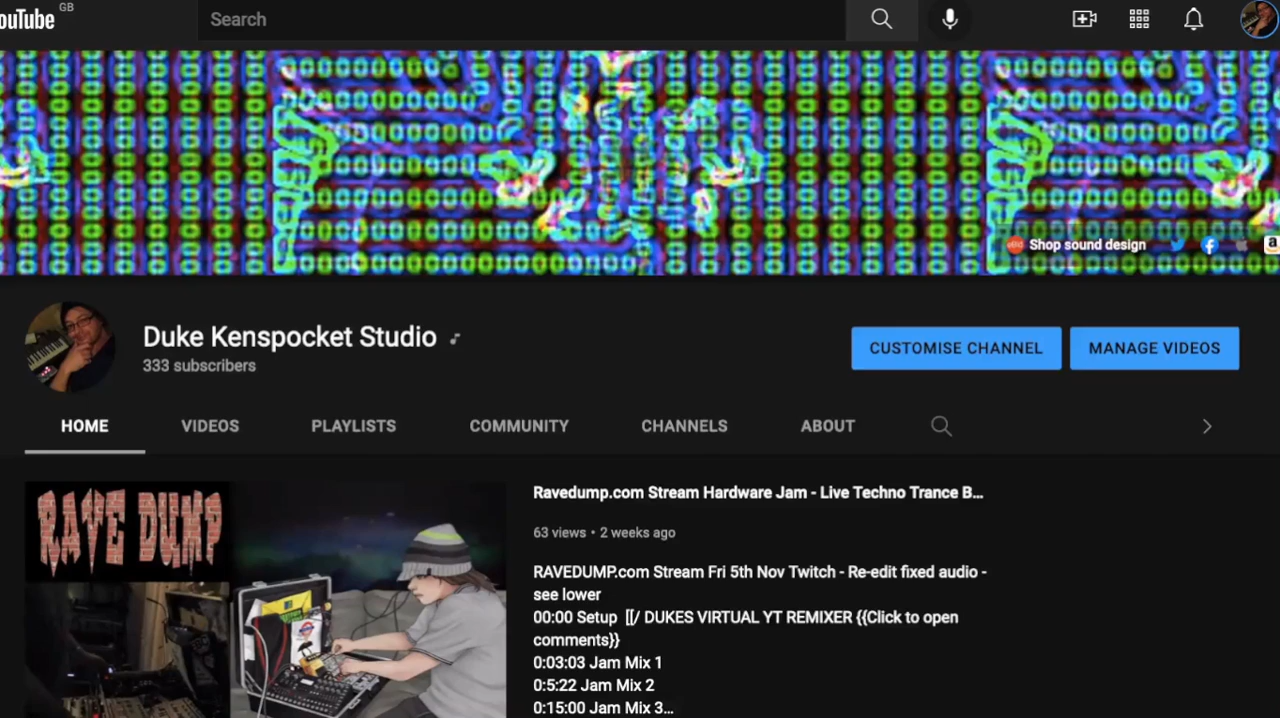 ouTube GB
Search
Shop sound design
Duke Kenspocket Studio
333 subscribers
CUSTOMISE CHANNEL
MANAGE VIDEOS
HOME
VIDEOS
PLAYLISTS
COMMUNITY
CHANNELS
ABOUT
RAVE DUMP
Ravedump.com Stream Hardware Jam - Live Techno Trance B...
63 views • 2 weeks ago
RAVEDUMP.com Stream Fri 5th Nov Twitch - Re-edit fixed audio -
see lower
00:00 Setup [[/ DUKES VIRTUAL YT REMIXER {{Click to open
comments}}
0:03:03 Jam Mix 1
0:5:22 Jam Mix 2
0:15:00 Jam Mix 3...